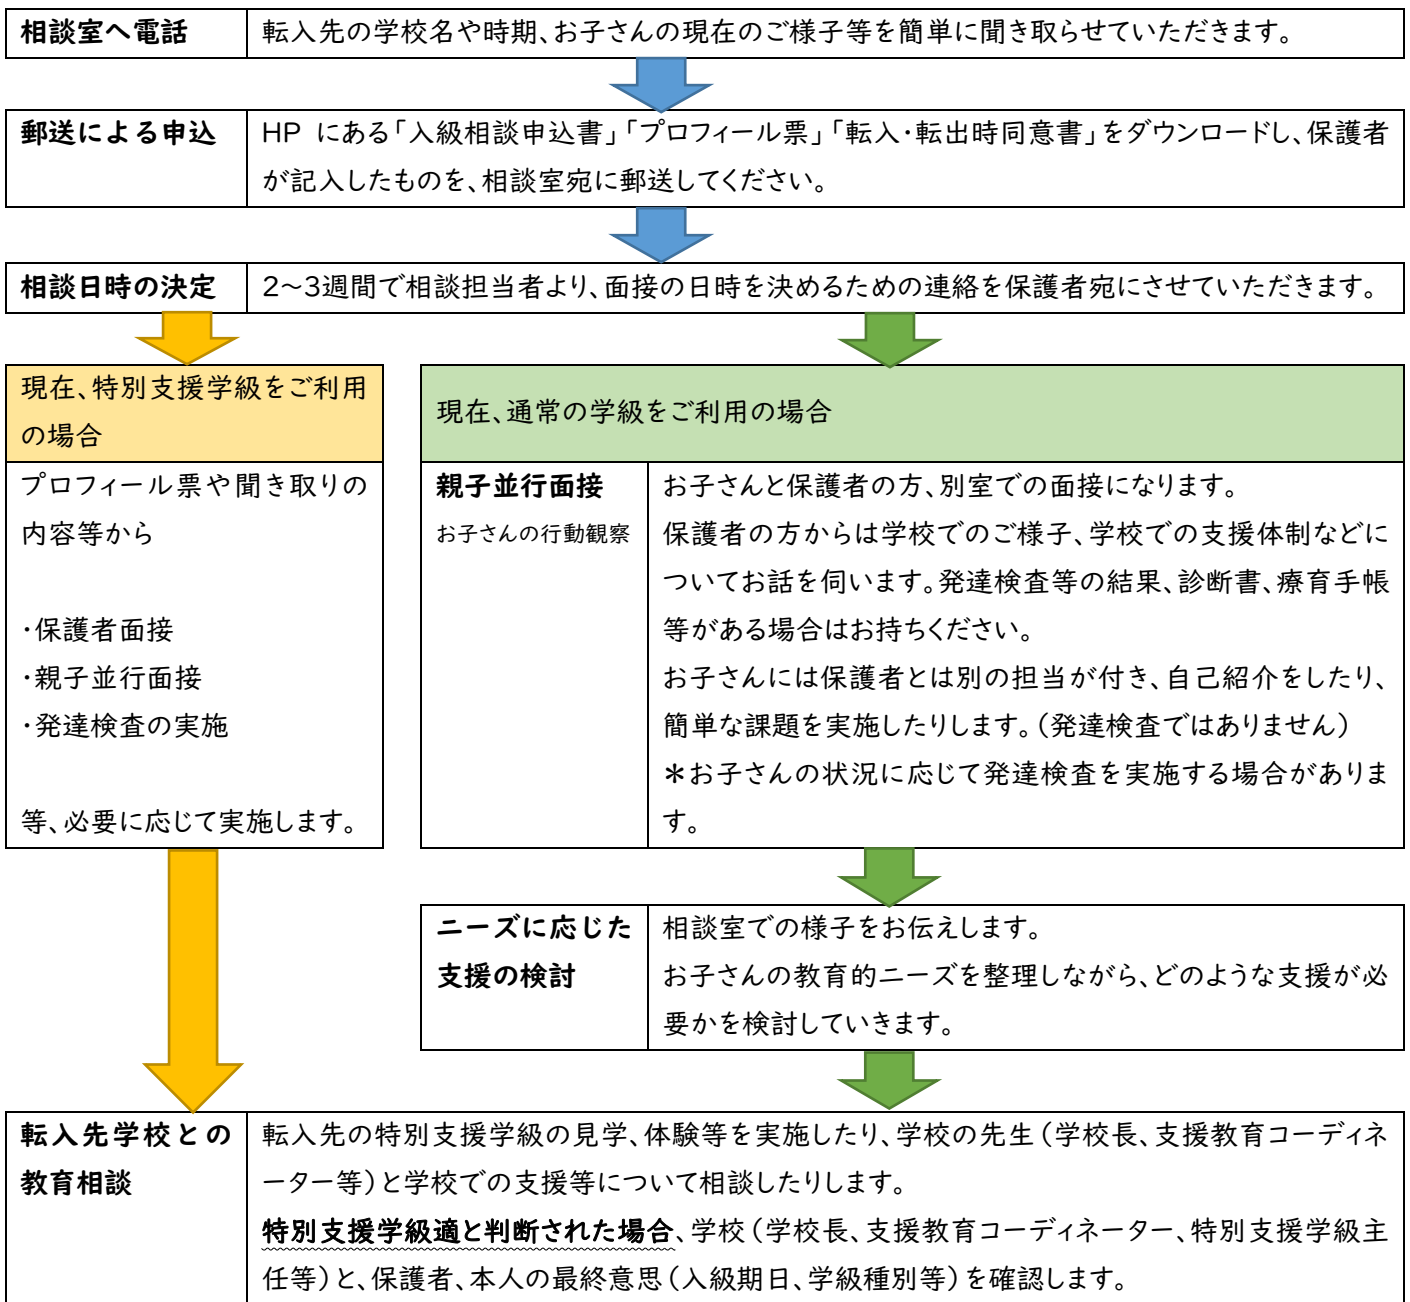 相談室へ電話
転入先の学校名や時期、お子さんの現在のご様子等を簡単に聞き取らせていただきます。
郵送による申込
HP にある「入級相談申込書」「プロフィール票」「転入・転出時同意書」をダウンロードし、保護者
が記入したものを、相談室宛に郵送してください。
相談日時の決定
2～3週間で相談担当者より、面接の日時を決めるための連絡を保護者宛にさせていただきます。
現在、特別支援学級をご利用
の場合
プロフィール票や聞き取りの
内容等から
・保護者面接
・親子並行面接
・発達検査の実施
等、必要に応じて実施します。
現在、通常の学級をご利用の場合
親子並行面接
お子さんの行動観察
お子さんと保護者の方、別室での面接になります。
保護者の方からは学校でのご様子、学校での支援体制などに
ついてお話を伺います。発達検査等の結果、診断書、療育手帳
等がある場合はお持ちください。
お子さんには保護者とは別の担当が付き、自己紹介をしたり、
簡単な課題を実施したりします。（発達検査ではありません）
＊お子さんの状況に応じて発達検査を実施する場合がありま
す。
ニーズに応じた
支援の検討
相談室での様子をお伝えします。
お子さんの教育的ニーズを整理しながら、どのような支援が必
要かを検討していきます。
転入先学校との
教育相談
転入先の特別支援学級の見学、体験等を実施したり、学校の先生（学校長、支援教育コーディネ
ーター等）と学校での支援等について相談したりします。
特別支援学級適と判断された場合、学校（学校長、支援教育コーディネーター、特別支援学級主
任等）と、保護者、本人の最終意思（入級期日、学級種別等）を確認します。